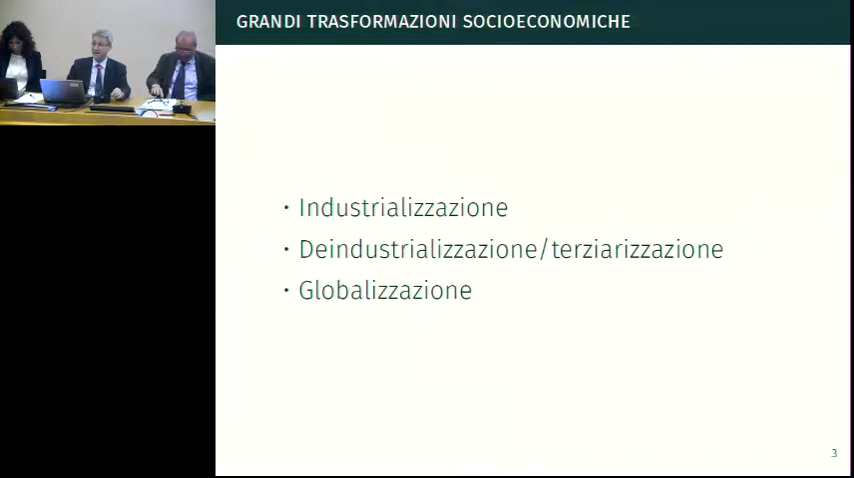 GRANDI TRASFORMAZIONI SOCIOECONOMICHE
• Industrializzazione
• Deindustrializzazione/terziarizzazione
• Globalizzazione
3